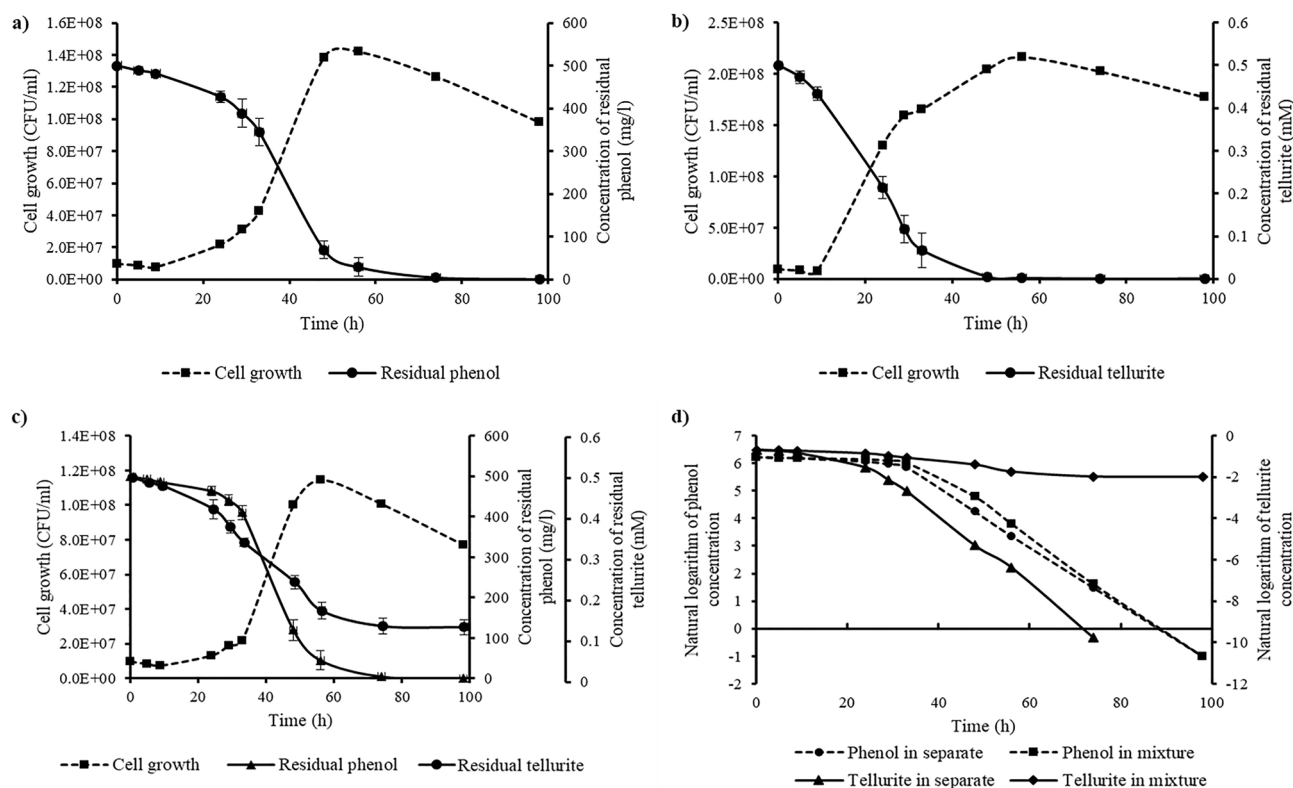 a)
1.6E+08
1.4E+08
1.2E+08
1.0E+08
8.0E+07
6.0E+07
4.0E+07
2.0E+07
0.0E+00
Cell growth (CFU/ml)
600
500
400
300
200
100
0
Concentration of residual
phenol (mg/l)
0 20 40 60 80 100
Time (h)
Cell growth Residual phenol
b)
2.5E+08
2.0E+08
1.5E+08
1.0E+08
5.0E+07
0.0E+00
Cell growth (CFU/ml)
0.6
0.5
0.4
0.3
0.2
0.1
0
Concentration of residual
tellurite (mM)
0 20 40 60 80 100
Time (h)
Cell growth Residual tellurite
c)
1.4E+08
1.2E+08
1.0E+08
8.0E+07
6.0E+07
4.0E+07
2.0E+07
0.0E+00
Cell growth (CFU/ml)
600
500
400
300
200
100
0
Concentration of residual
phenol (mg/l)
0.6
0.5
0.4
0.3
0.2
0.1
0
Concentration of residual
tellurite (mM)
0 20 40 60 80 100
Time (h)
Cell growth Residual phenol Residual tellurite
d)
7
6
5
4
3
2
1
0
-1
-2
Natural logarithm of phenol
concentration
0
-2
-4
-6
-8
-10
-12
Natural logarithm of tellurite
concentration
0 20 40 60 80 100
Time (h)
Phenol in separate Phenol in mixture
Tellurite in separate Tellurite in mixture